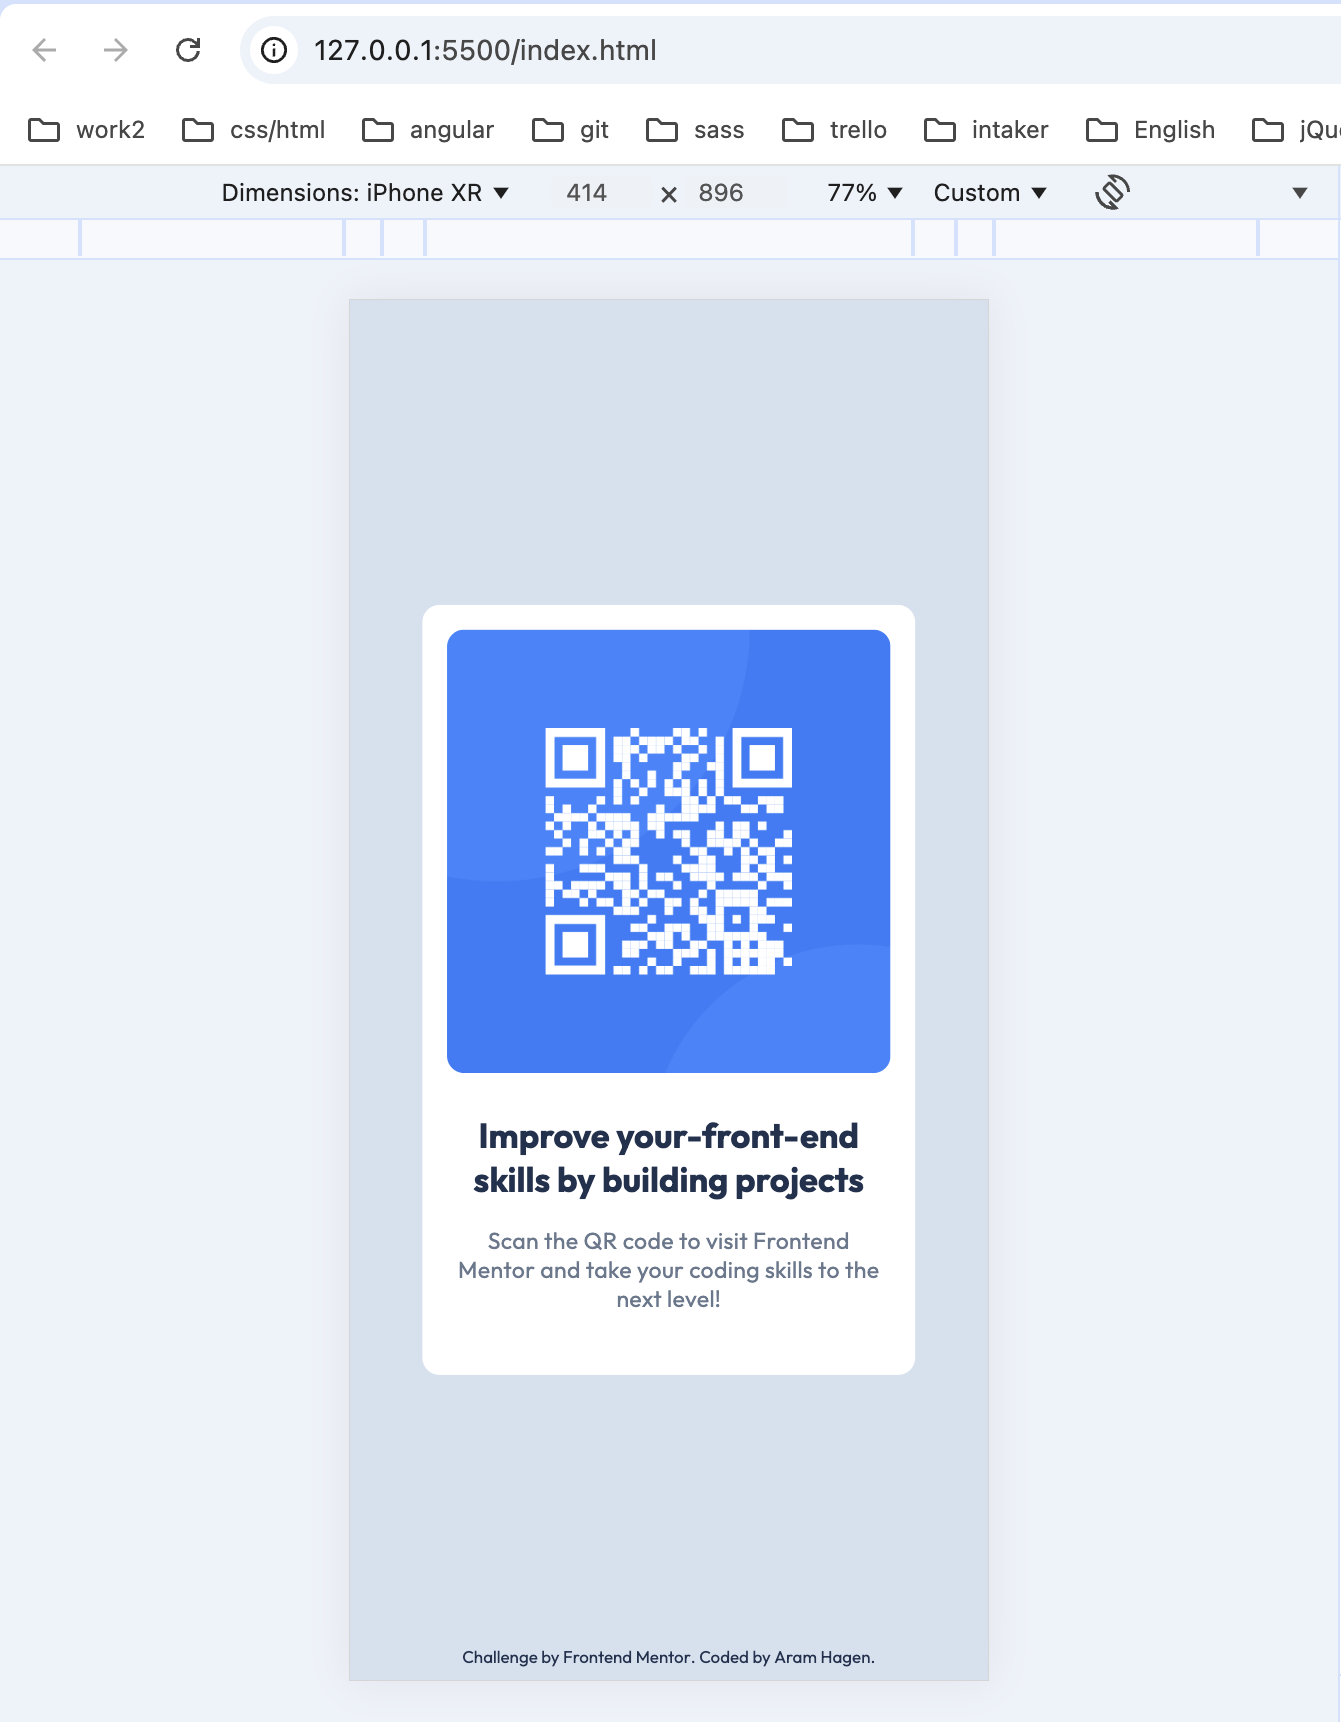 127.0.0.1:5500/index.html
work2 css/html angular git sass trello intaker English jQu
Dimensions: iPhone XR 414 × 896 77% Custom
Improve your-front-end
skills by building projects
Scan the QR code to visit Frontend
Mentor and take your coding skills to the
next level!
Challenge by Frontend Mentor. Coded by Aram Hagen.